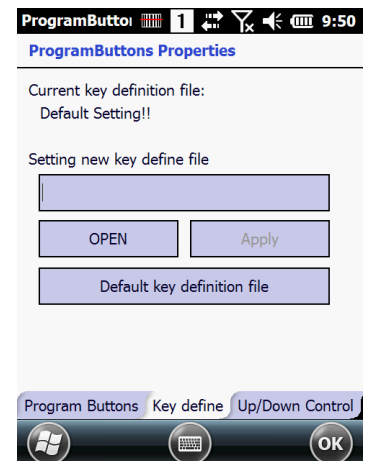 ProgramButtor 1 9:50
ProgramButtons Properties
Current key definition file:
Default Setting!!
Setting new key define file
OPEN Apply
Default key definition file
Program Buttons Key define Up/Down Control
OK